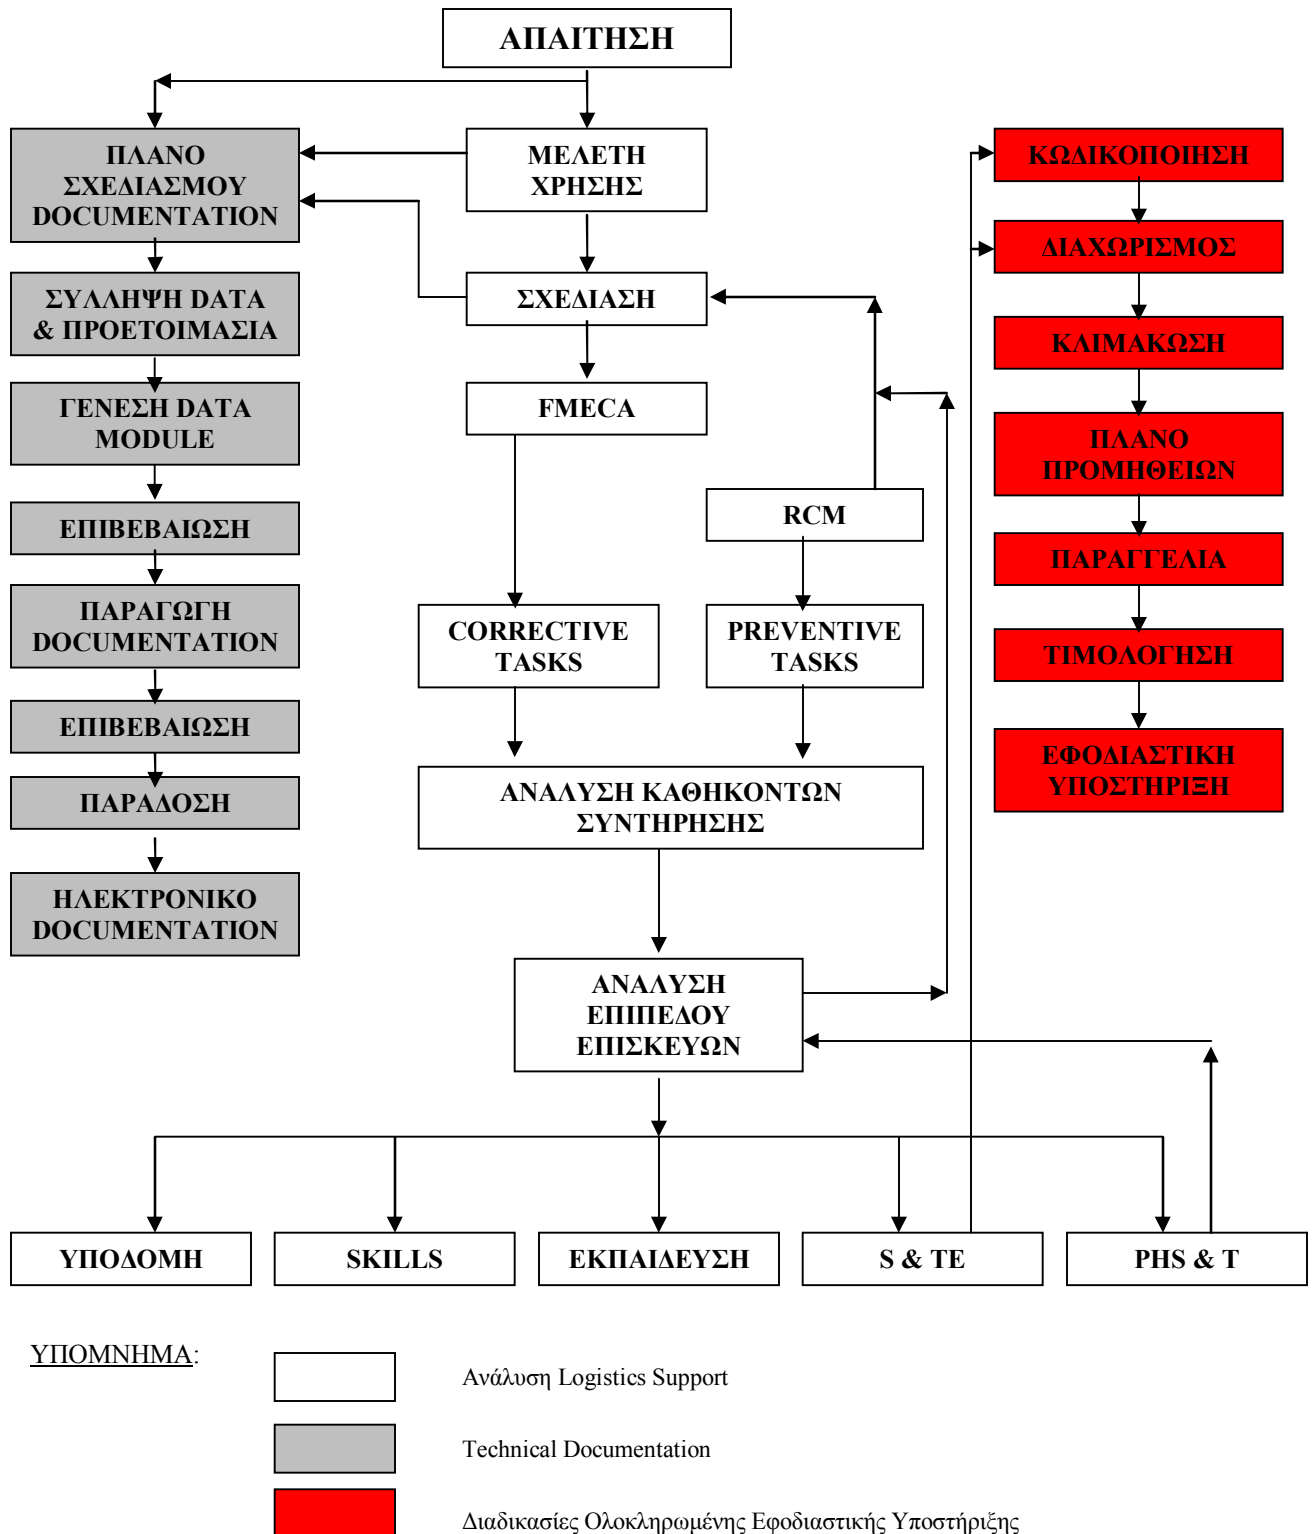 ΑΠΑΙΤΗΣΗ
ΠΛΑΝΟ
ΣΧΕΔΙΑΣΜΟΥ
DOCUMENTATION
ΣΥΛΛΗΨΗ DATA
& ΠΡΟΕΤΟΙΜΑΣΙΑ
ΓΕΝΕΣΗ DATA
MODULE
ΕΠΙΒΕΒΑΙΩΣΗ
ΠΑΡΑΓΩΓΗ
DOCUMENTATION
ΕΠΙΒΕΒΑΙΩΣΗ
ΠΑΡΑΔΟΣΗ
ΗΛΕΚΤΡΟΝΙΚΟ
DOCUMENTATION
ΜΕΛΕΤΗ
ΧΡΗΣΗΣ
ΣΧΕΔΙΑΣΗ
FMECA
RCM
CORRECTIVE
TASKS
PREVENTIVE
TASKS
ΑΝΑΛΥΣΗ ΚΑΘΗΚΟΝΤΩΝ
ΣΥΝΤΗΡΗΣΗΣ
ΑΝΑΛΥΣΗ
ΕΠΙΠΕΔΟΥ
ΕΠΙΣΚΕΥΩΝ
ΚΩΔΙΚΟΠΟΙΗΣΗ
ΔΙΑΧΩΡΙΣΜΟΣ
ΚΛΙΜΑΚΩΣΗ
ΠΛΑΝΟ
ΠΡΟΜΗΘΕΙΩΝ
ΠΑΡΑΓΓΕΛΙΑ
ΤΙΜΟΛΟΓΗΣΗ
ΕΦΟΔΙΑΣΤΙΚΗ
ΥΠΟΣΤΗΡΙΞΗ
ΥΠΟΔΟΜΗ
SKILLS
ΕΚΠΑΙΔΕΥΣΗ
S & TE
PHS & T
ΥΠΟΜΝΗΜΑ:
Ανάλυση Logistics Support
Technical Documentation
Διαδικασίες Ολοκληρωμένης Εφοδιαστικής Υποστήριξης